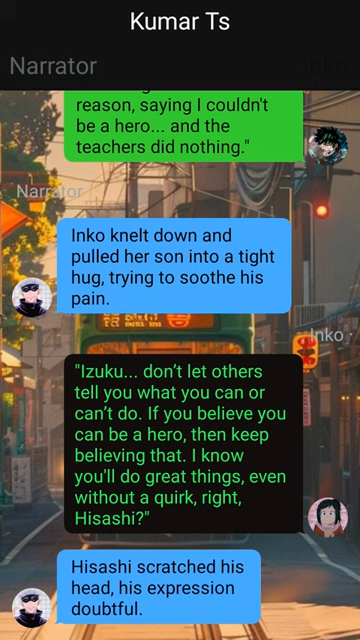 Kumar Ts
Narrator
Inko
reason, saying I couldn't
be a hero... and the
teachers did nothing."
Narrator
Inko knelt down and
pulled her son into a tight
hug, trying to soothe his
pain.
Inko
"Izuku... don't let others
tell you what you can or
can't do. If you believe you
can be a hero, then keep
believing that. I know
you'll do great things, even
without a quirk, right,
Hisashi?"
Hisashi scratched his
head, his expression
doubtful.